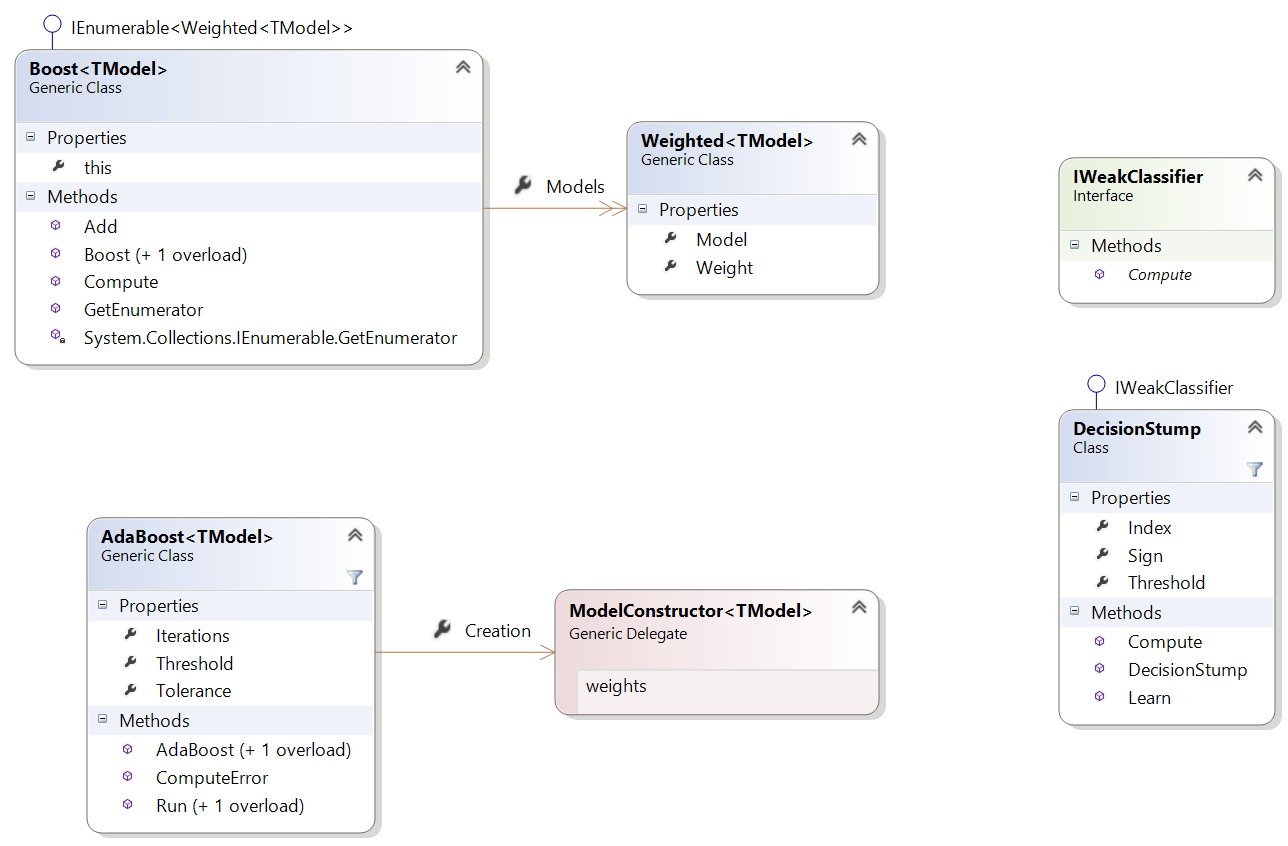 IEnumerable<Weighted<TModel>>
Boost<TModel>
Generic Class
Properties
this
Methods
Add
Boost (+ 1 overload)
Compute
GetEnumerator
System.Collections.IEnumerable.GetEnumerator
Models
Weighted<TModel>
Generic Class
Properties
Model
Weight
IWeakClassifier
Interface
Methods
Compute
IWeakClassifier
DecisionStump
Class
Properties
Index
Sign
Threshold
Methods
Compute
DecisionStump
Learn
AdaBoost<TModel>
Generic Class
Properties
Iterations
Threshold
Tolerance
Methods
AdaBoost (+ 1 overload)
ComputeError
Run (+ 1 overload)
Creation
ModelConstructor<TModel>
Generic Delegate
weights